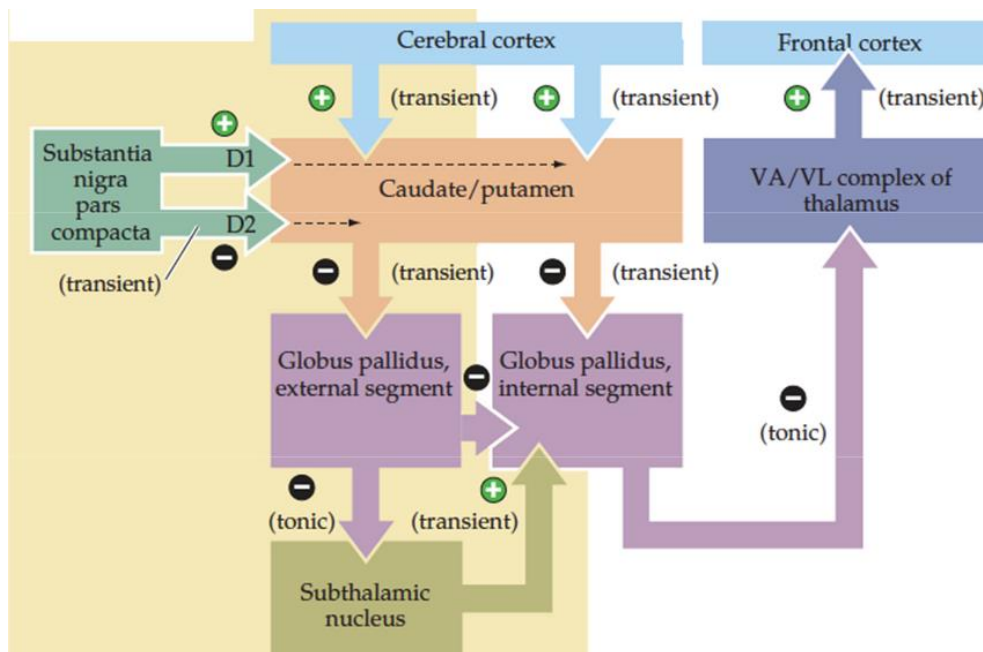 Cerebral cortex
Frontal cortex
+
(transient)
+
(transient)
+
(transient)
+
Substantia
nigra
pars
compacta
D1
D2
−
(transient)
Caudate/putamen
VA/VL complex of
thalamus
−
(transient)
−
(transient)
Globus pallidus,
external segment
−
Globus pallidus,
internal segment
−
(tonic)
−
(tonic)
+
(transient)
Subthalamic
nucleus